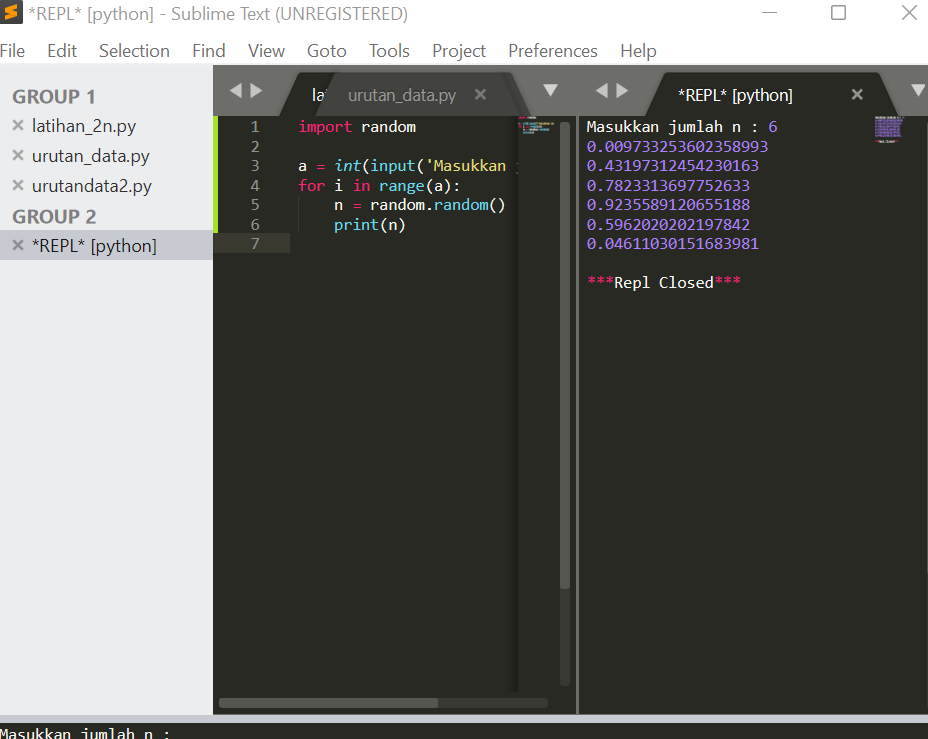 *REPL* [python] - Sublime Text (UNREGISTERED)
File Edit Selection Find View Goto Tools Project Preferences Help
GROUP 1
latihan_2n.py
urutan_data.py
urutandata2.py
GROUP 2
*REPL* [python]
la urutan_data.py
1 import random
2
3 a = int(input('Masukkan
4 for i in range(a):
5 n = random.random()
6 print(n)
7
*REPL* [python]
Masukkan jumlah n : 6
0.009733253602358993
0.43197312454230163
0.7823313697752633
0.9235589120655188
0.5962020202197842
0.04611030151683981
***Repl Closed***
Masukkan jumlah n :